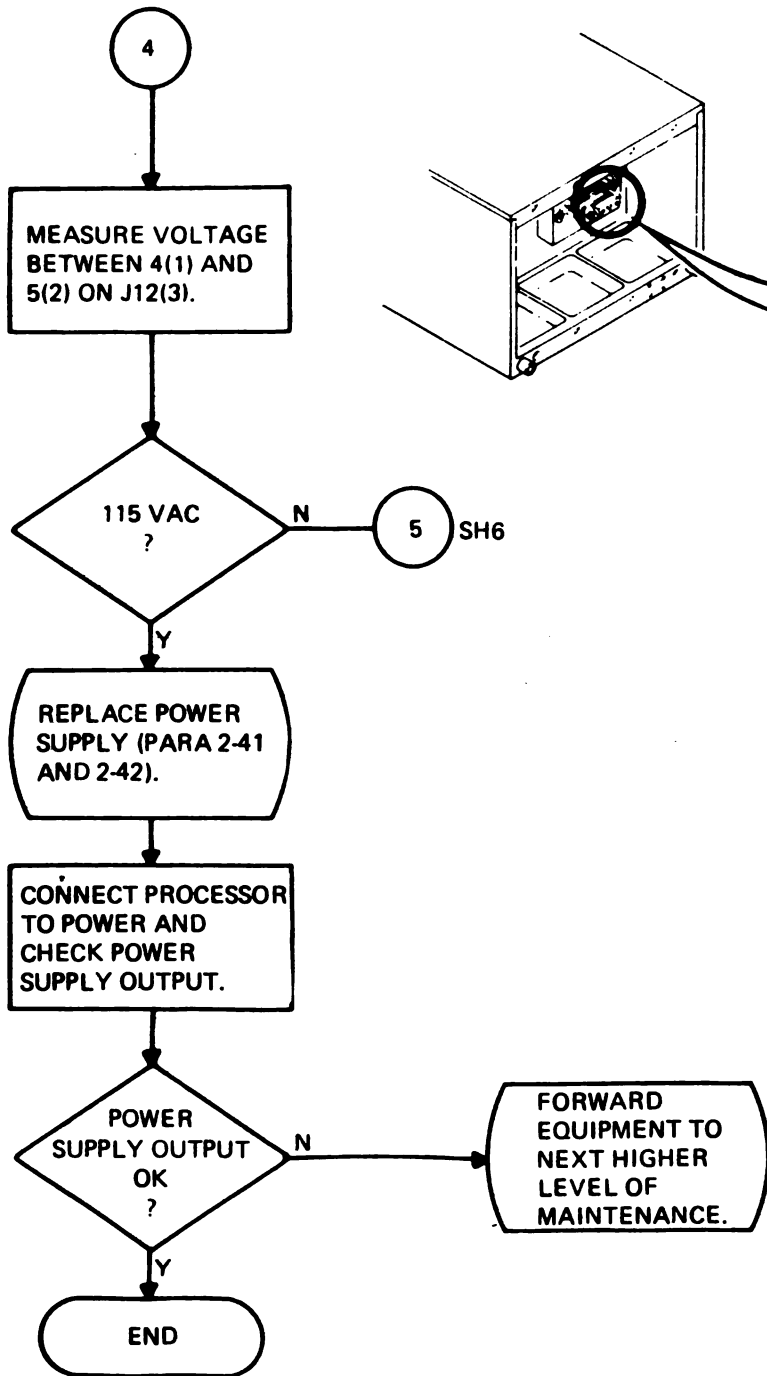 4
MEASURE VOLTAGE
BETWEEN 4(1) AND
5(2) ON J12(3).
115 VAC
?
N
5
SH6
Y
REPLACE POWER
SUPPLY (PARA 2-41
AND 2-42).
CONNECT PROCESSOR
TO POWER AND
CHECK POWER
SUPPLY OUTPUT.
POWER
SUPPLY OUTPUT
OK
?
N
FORWARD
EQUIPMENT TO
NEXT HIGHER
LEVEL OF
MAINTENANCE.
Y
END